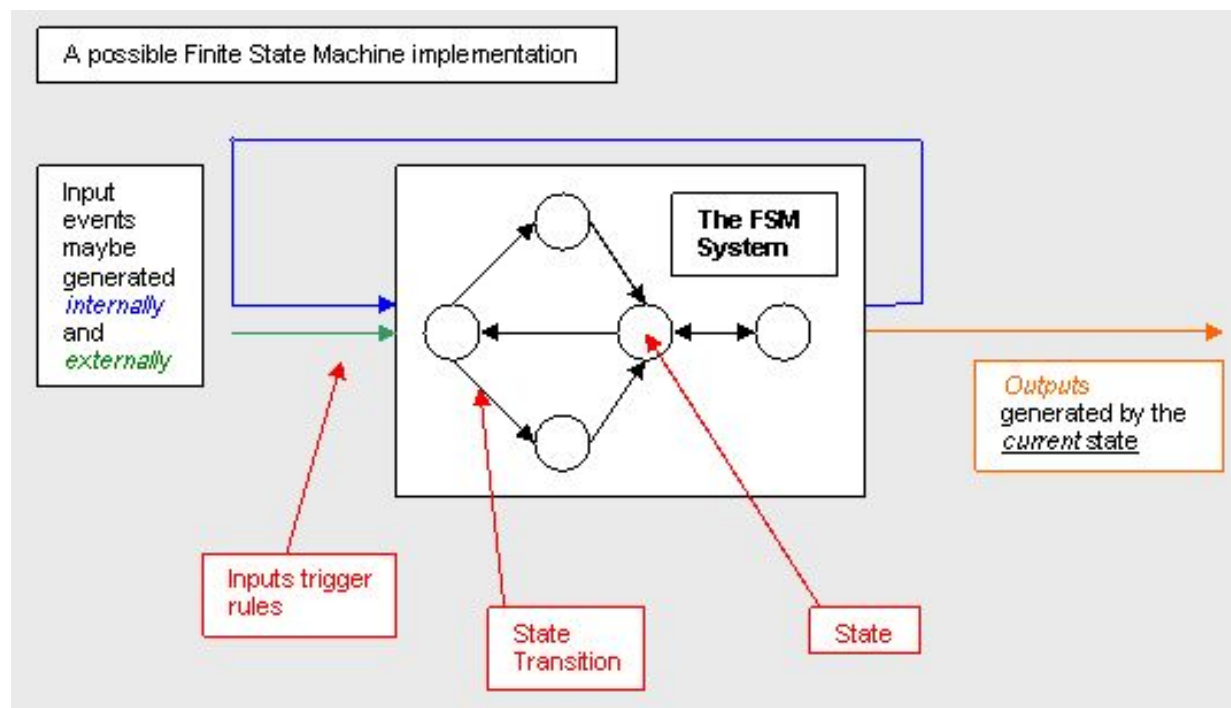 A possible Finite State Machine implementation
Input
events
maybe
generated
internally
and
externally
The FSM
System
Outputs
generated by the
current state
Inputs trigger
rules
State
Transition
State